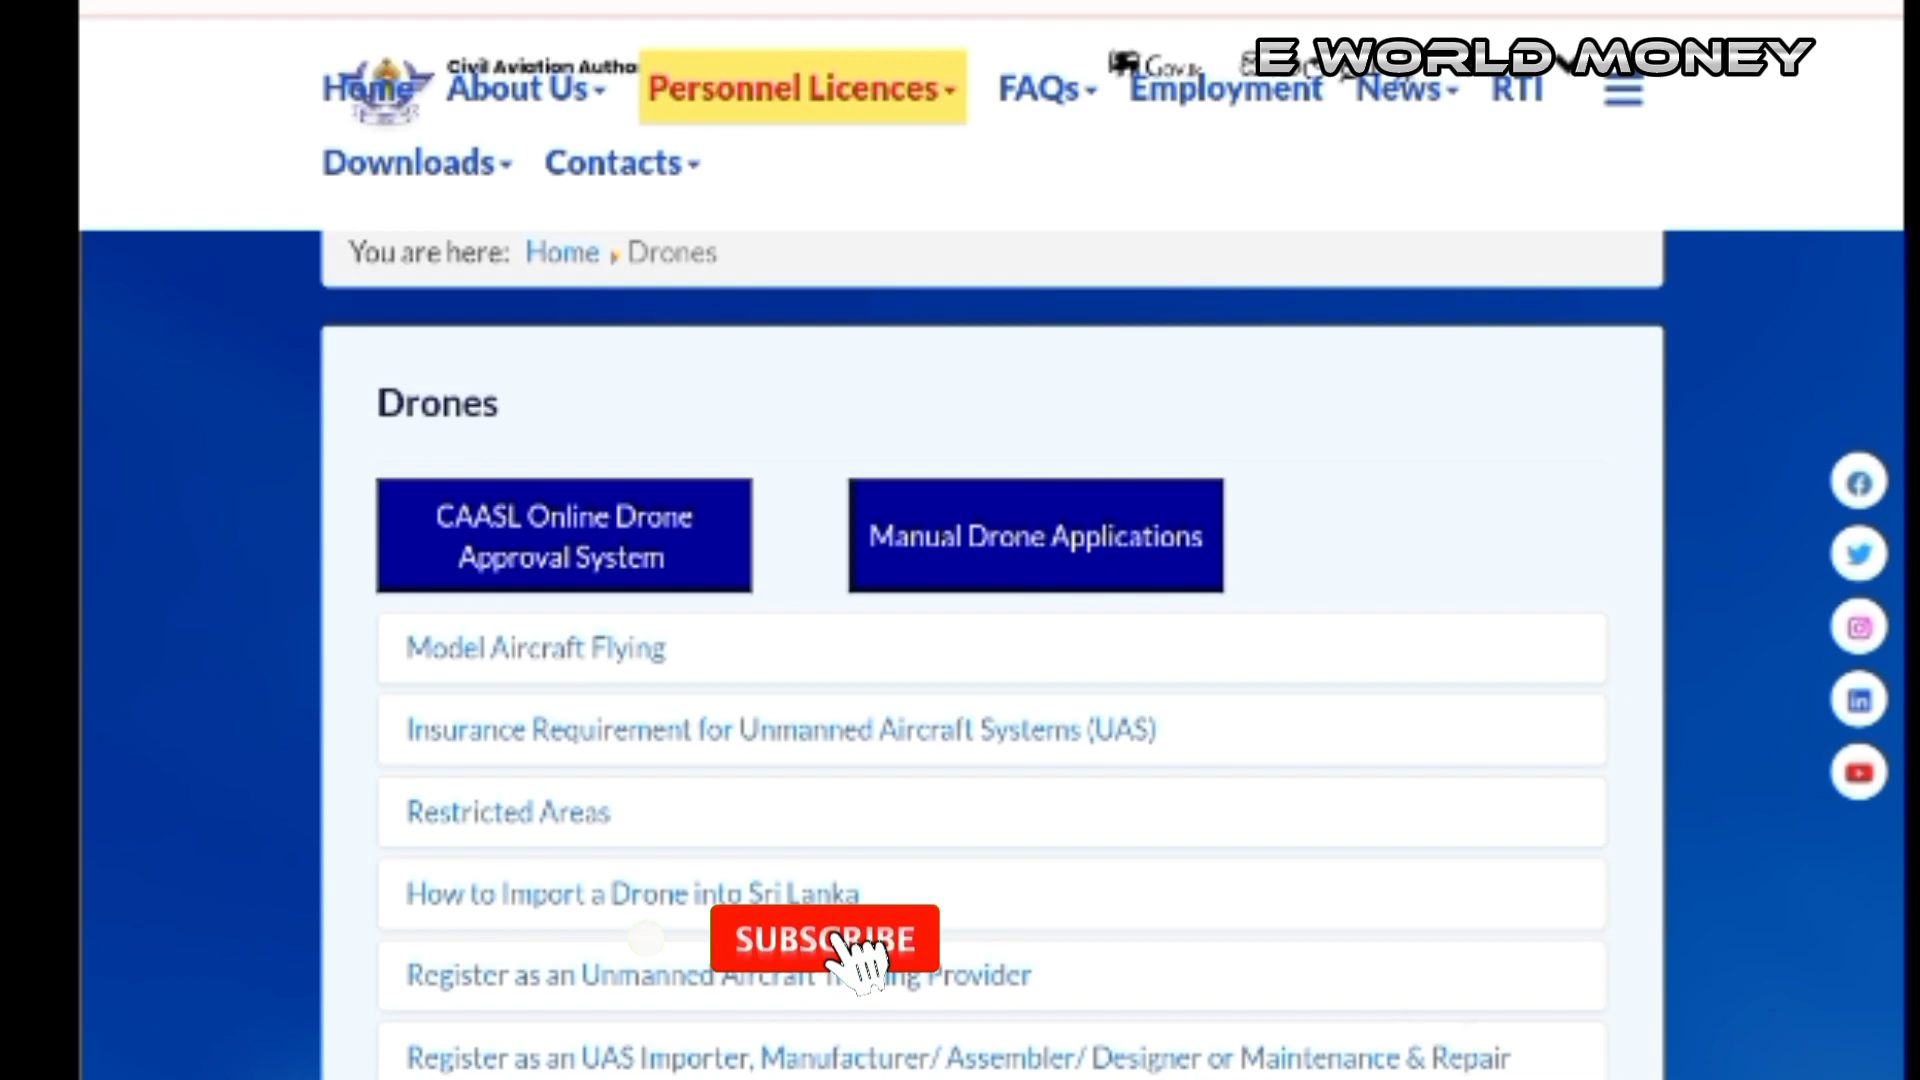 E WORLD MONEY
Civil Aviation Autho
Home About Us Personnel Licences FAQs Employment News RTI
Downloads Contacts
You are here: Home Drones
Drones
CAASL Online Drone
Approval System
Manual Drone Applications
Model Aircraft Flying
Insurance Requirement for Unmanned Aircraft Systems (UAS)
Restricted Areas
How to Import a Drone into Sri Lanka
SUBSCRIBE
Register as an Unmanned Aircraft Provider
Register as an UAS Importer, Manufacturer/ Assembler/ Designer or Maintenance & Repair